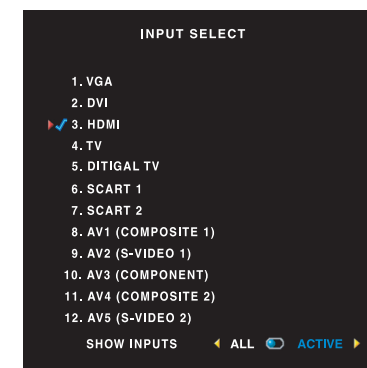 INPUT SELECT
1. VGA
2. DVI
3. HDMI
4. TV
5. DITIGAL TV
6. SCART 1
7. SCART 2
8. AV1 (COMPOSITE 1)
9. AV2 (S-VIDEO 1)
10. AV3 (COMPONENT)
11. AV4 (COMPOSITE 2)
12. AV5 (S-VIDEO 2)
SHOW INPUTS ALL ACTIVE